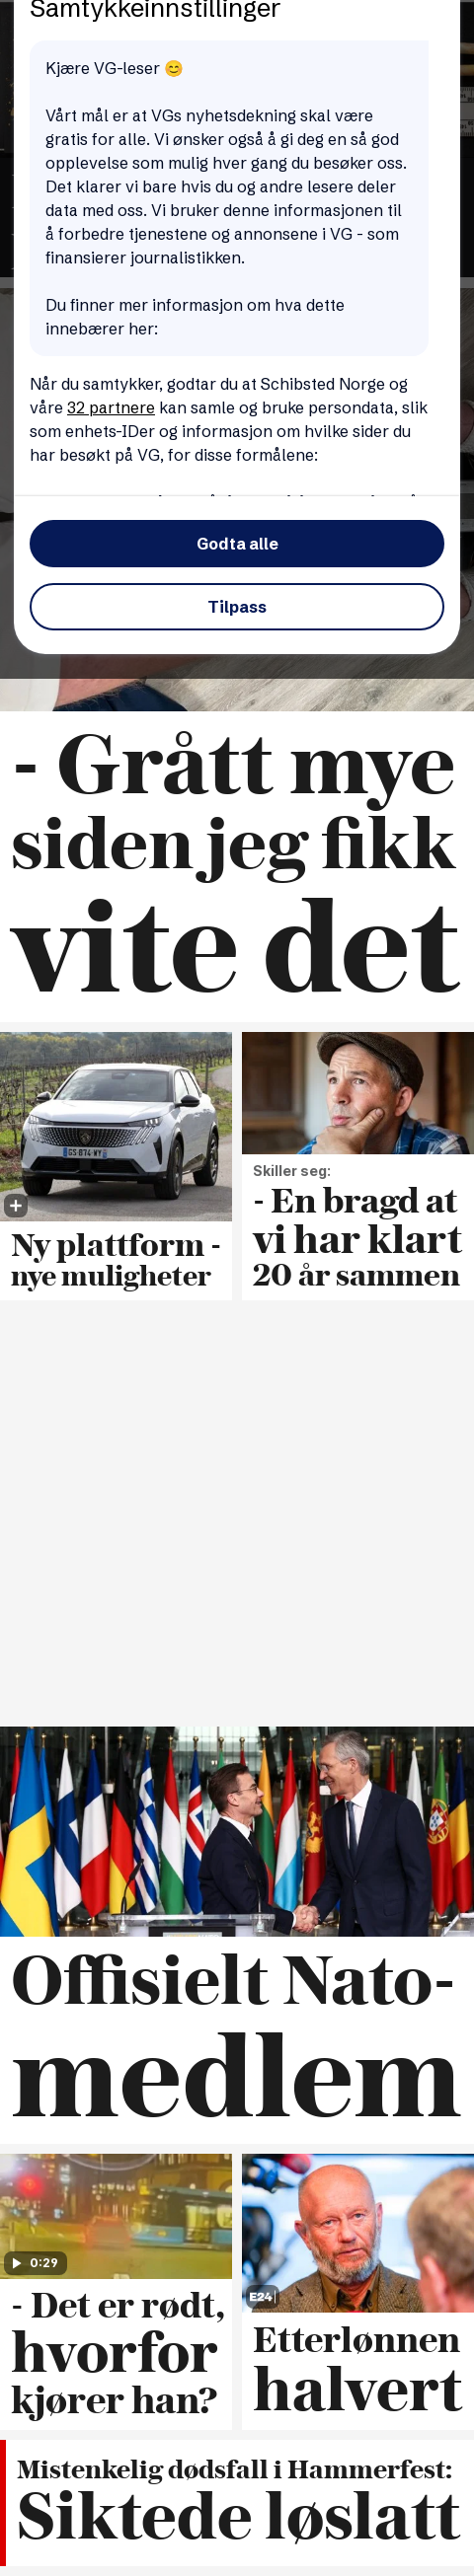 Samtykkeinnstillinger
Kjære VG-leser 😊
Vårt mål er at VGs nyhetsdekning skal være
gratis for alle. Vi ønsker også å gi deg en så god
opplevelse som mulig hver gang du besøker oss.
Det klarer vi bare hvis du og andre lesere deler
data med oss. Vi bruker denne informasjonen til
å forbedre tjenestene og annonsene i VG - som
finansierer journalistikken.
Du finner mer informasjon om hva dette
innebærer her:
Når du samtykker, godtar du at Schibsted Norge og
våre 32 partnere kan samle og bruke persondata, slik
som enhets-IDer og informasjon om hvilke sider du
har besøkt på VG, for disse formålene:
Godta alle
Tilpass
- Grått mye
siden jeg fikk
vite det
GS-074-WY
Ny plattform -
nye muligheter
Skiller seg:
- En bragd at
vi har klart
20 år sammen
Offisielt Nato-
medlem
0:29
- Det er rødt,
hvorfor
kjører han?
E24
Etterlønnen
halvert
Mistenkelig dødsfall i Hammerfest:
Siktede løslatt